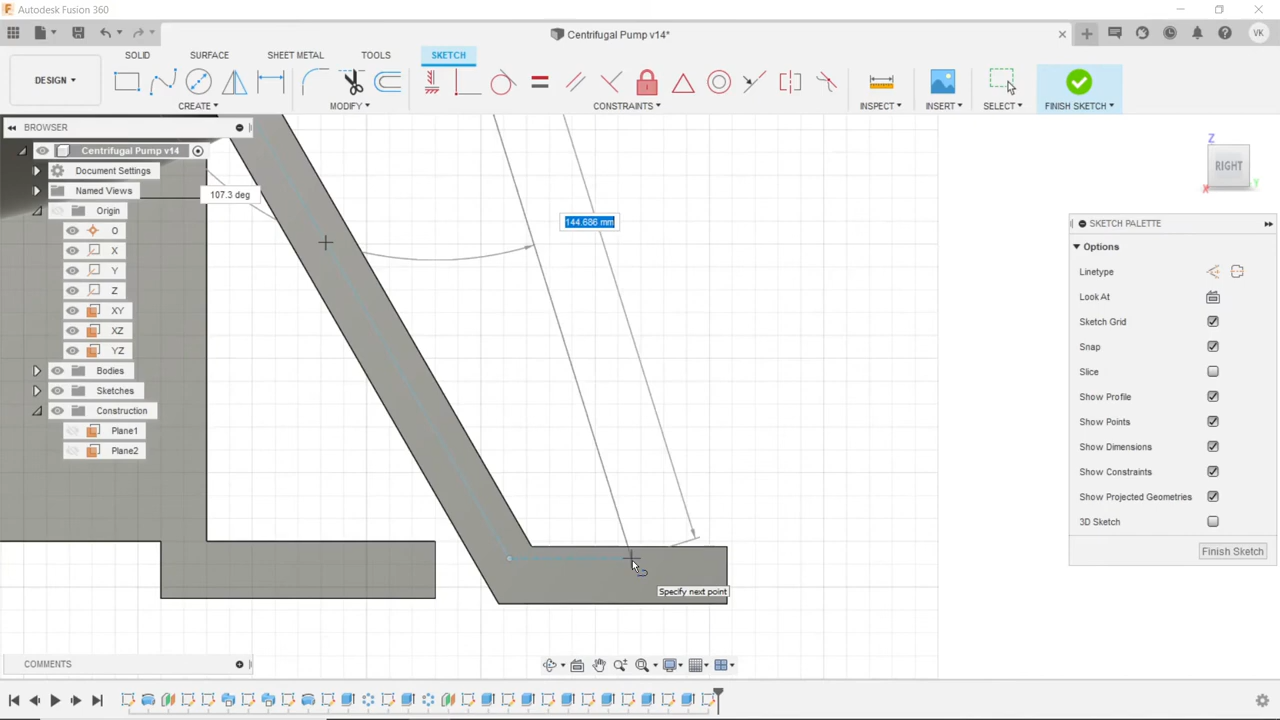 Autodesk Fusion 360
Centrifugal Pump v14*
VK
DESIGN
SOLID SURFACE SHEET METAL TOOLS SKETCH
CREATE MODIFY CONSTRAINTS INSPECT INSERT SELECT FINISH SKETCH
BROWSER
Centrifugal Pump v14
Document Settings
Named Views
Origin
O
X
Y
Z
XY
XZ
YZ
Bodies
Sketches
Construction
Plane1
Plane2
107.3 deg
144.686 mm
Specify next point
Z
RIGHT
X
Y
SKETCH PALETTE
Options
Linetype
Look At
Sketch Grid
Snap
Slice
Show Profile
Show Points
Show Dimensions
Show Constraints
Show Projected Geometries
3D Sketch
Finish Sketch
COMMENTS